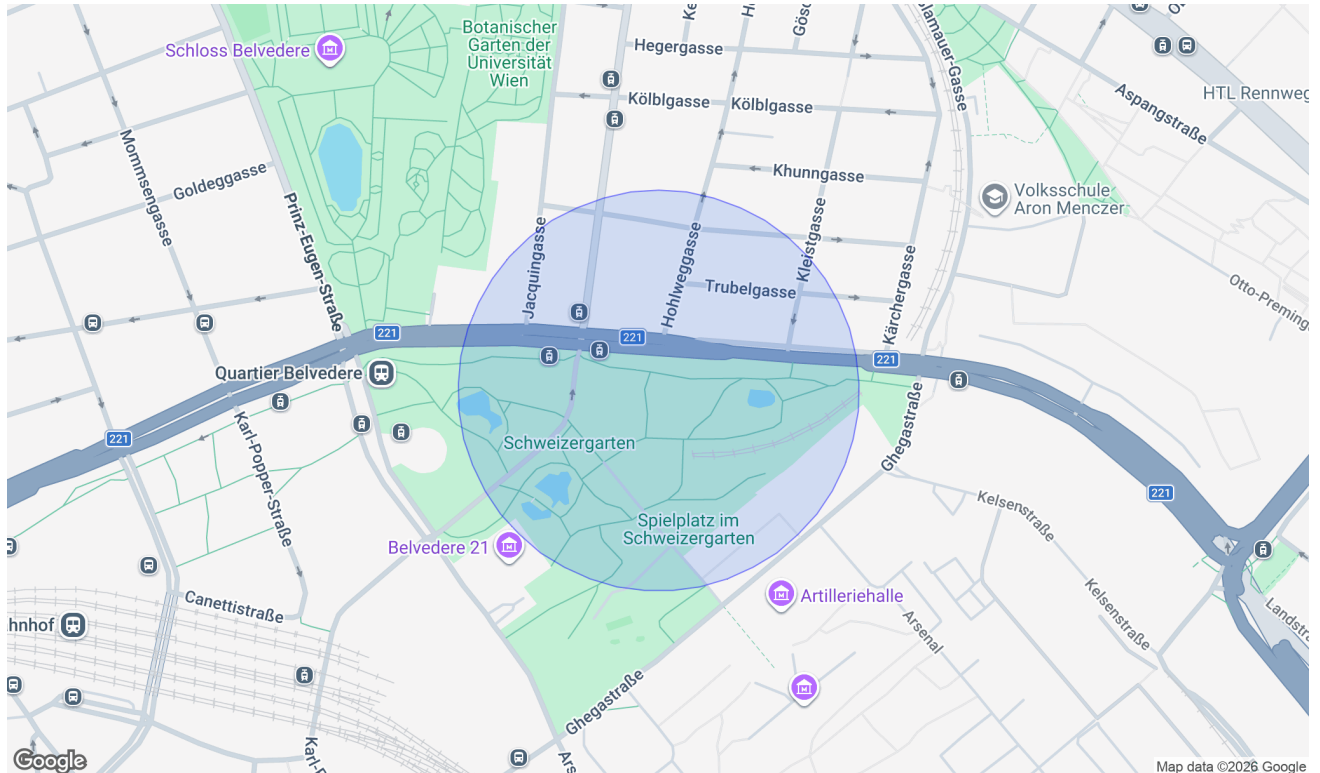 Schloss Belvedere
Botanischer
Garten der
Universität
Wien
Hegergasse
Kölblgasse
Kölblgasse
Aspangstraße
HTL Rennweg
Mommsengasse
Goldeggasse
Prinz-Eugen-Straße
Jacquingasse
Khunngasse
Volksschule
Aron Menczer
Hohlweggasse
Kleistgasse
Trubelgasse
Kärchergasse
221
221
221
Quartier Belvedere
221
Karl-Popper-Straße
Schweizergarten
Ghegastraße
221
Kelsenstraße
Spielplatz im
Schweizergarten
Belvedere 21
Canettistraße
Artilleriehalle
Arsenal
Kelsenstraße
Ghegastraße
Google
Map data ©2026 Google